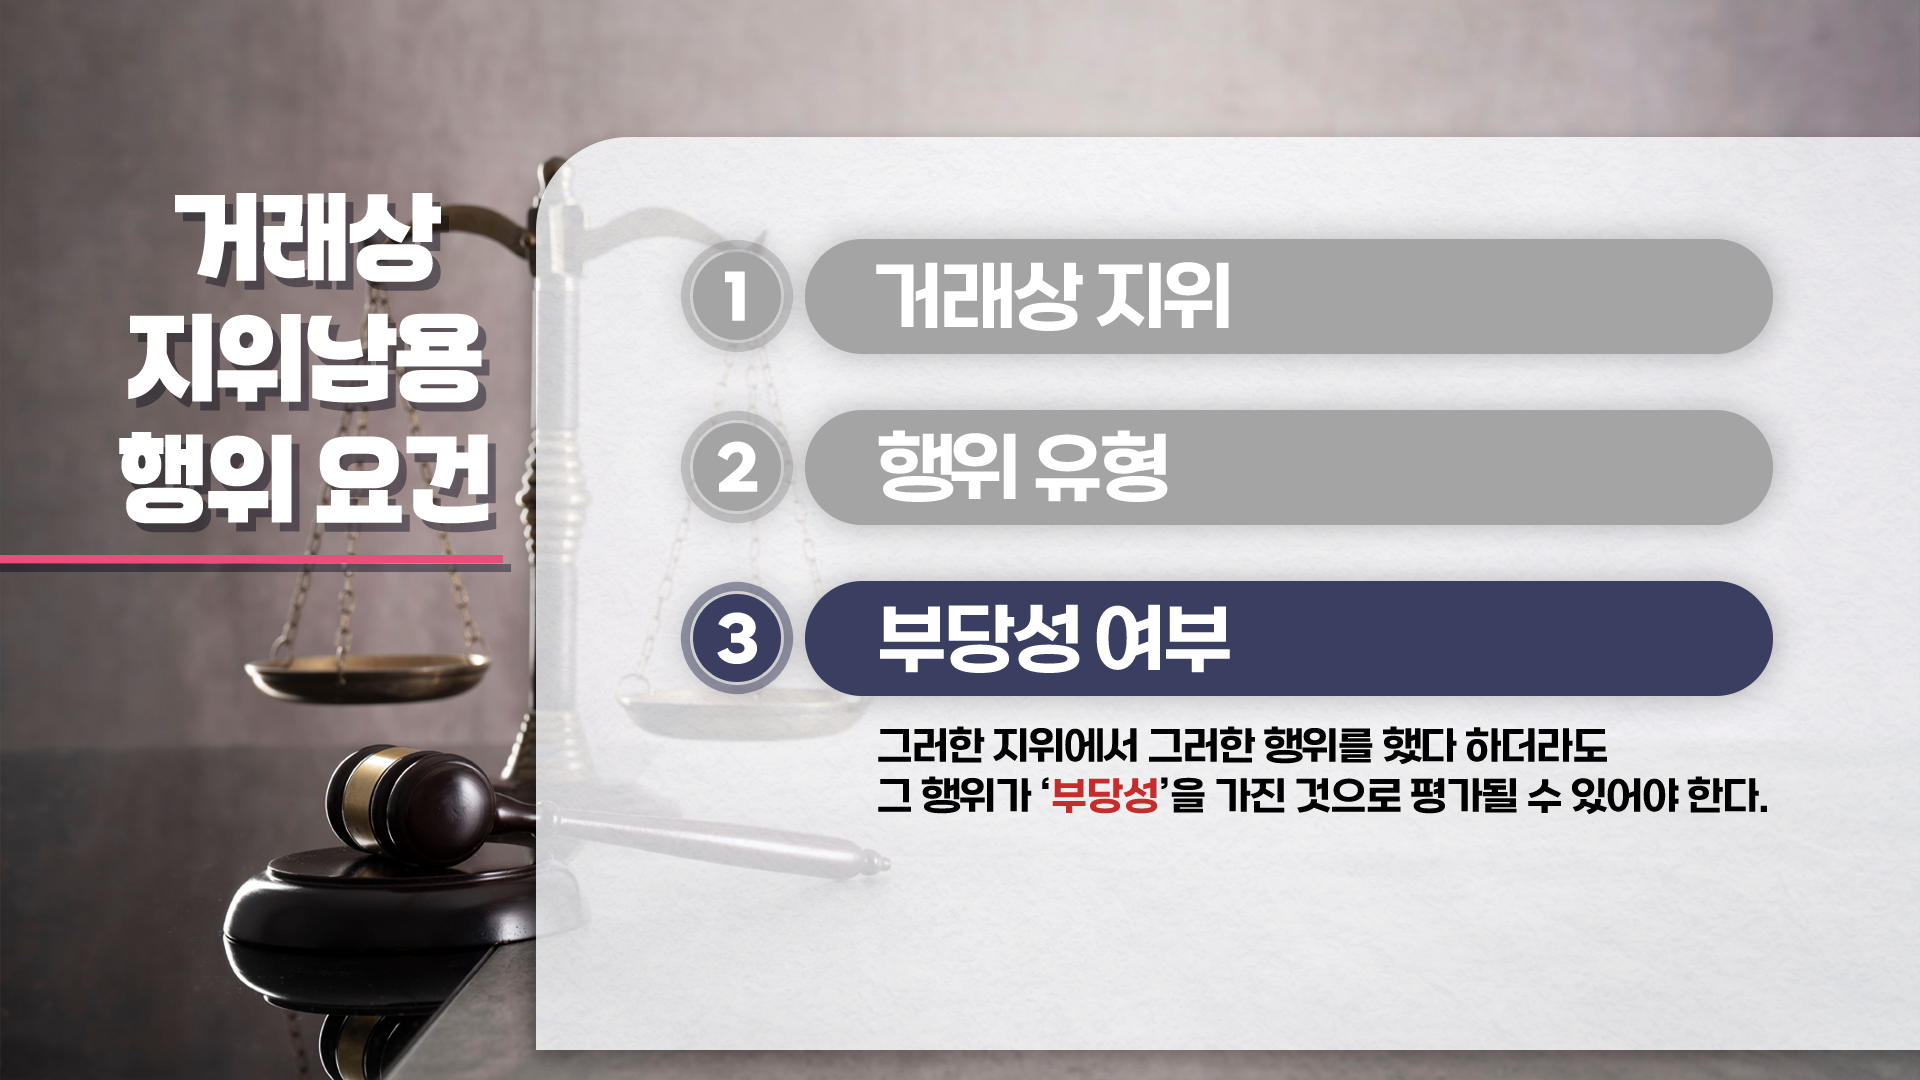 거래상
지위남용
행위 요건
1 거래상 지위
2 행위 유형
3 부당성 여부
그러한 지위에서 그러한 행위를 했다 하더라도
그 행위가 ‘부당성’을 가진 것으로 평가될 수 있어야 한다.